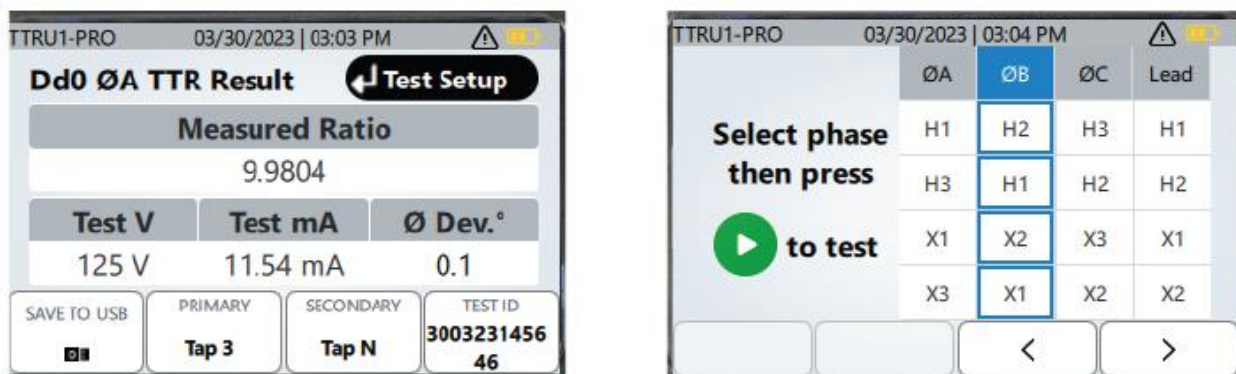 TTRU1-PRO 03/30/2023 | 03:03 PM
Dd0 ØA TTR Result Test Setup
Measured Ratio
9.9804
Test V Test mA Ø Dev.°
125 V 11.54 mA 0.1
SAVE TO USB PRIMARY SECONDARY TEST ID
Tap 3 Tap N 3003231456
46
TTRU1-PRO 03/30/2023 | 03:04 PM
ØA ØB ØC Lead
Select phase
then press
to test
H1 H2 H3 H1
H3 H1 H2 H2
X1 X2 X3 X1
X3 X1 X2 X2
< >